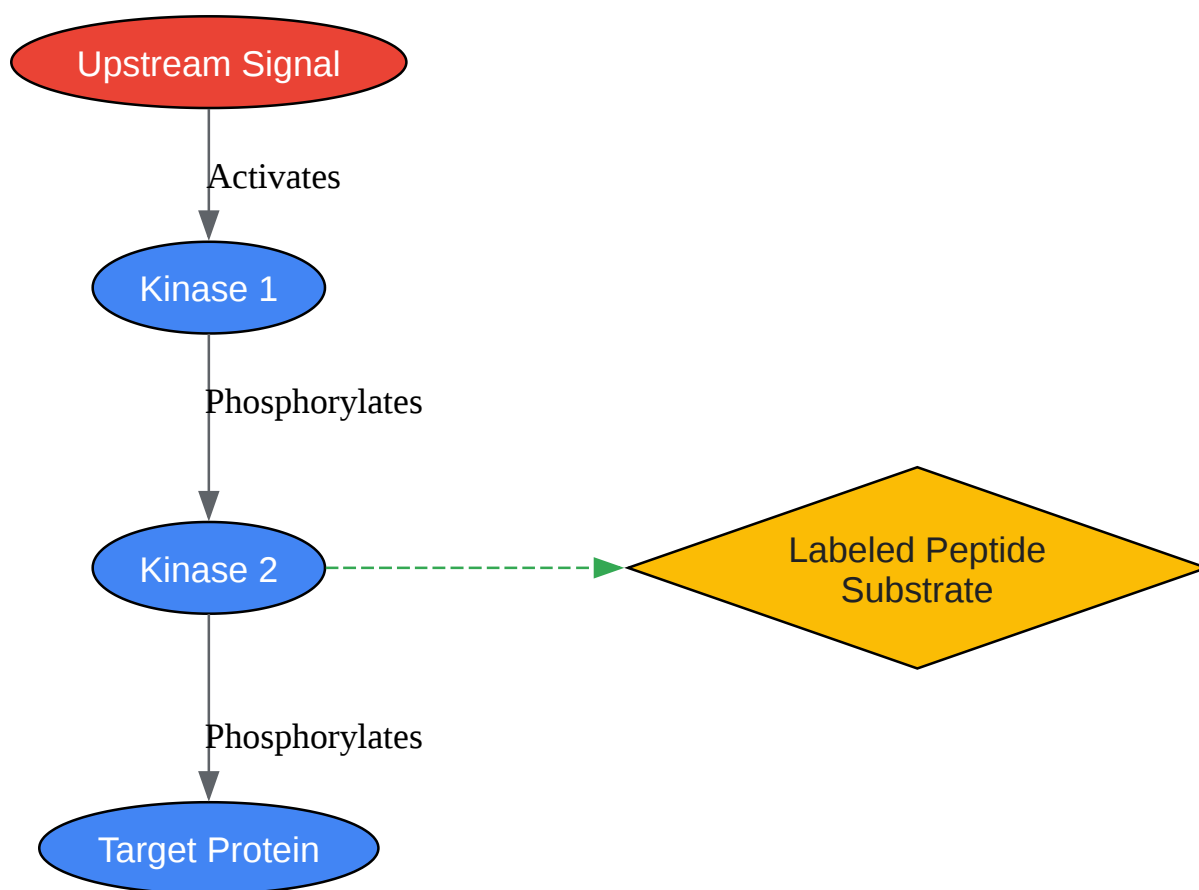 Upstream Signal
Activates
Kinase 1
Phosphorylates
Kinase 2
Labeled Peptide
Substrate
Phosphorylates
Target Protein